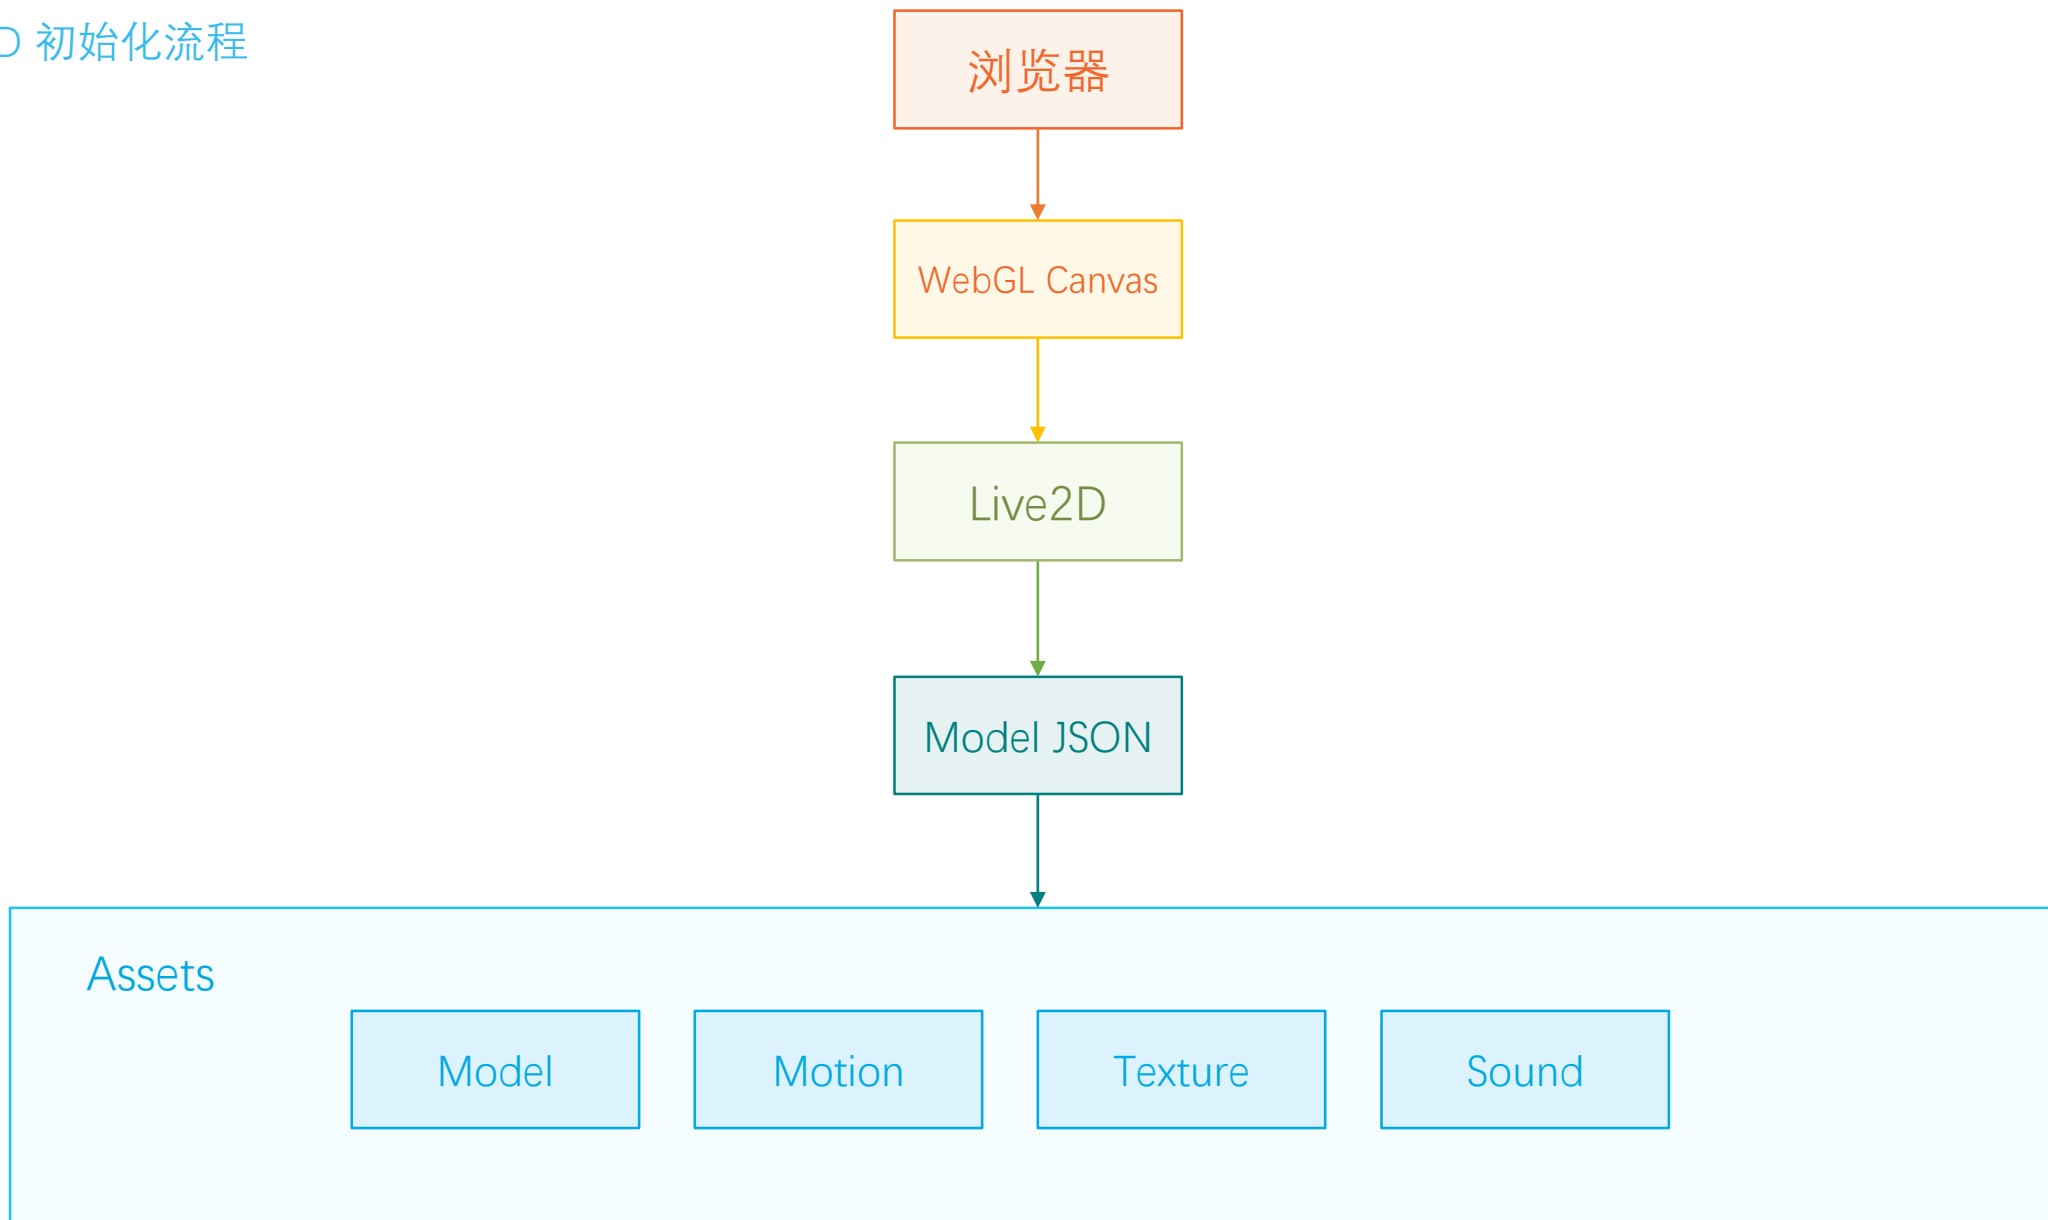 D 初始化流程
浏览器
WebGL Canvas
Live2D
Model JSON
Assets
Model
Motion
Texture
Sound